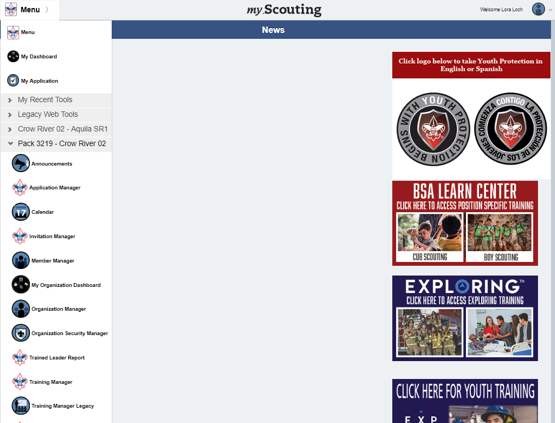 Menu
my.Scouting
Welcome Lora Loch
Menu
News
My Dashboard
My Application
My Recent Tools
Legacy Web Tools
Crow River 02 - Aquila SR1
Pack 3219 - Crow River 02
Announcements
Application Manager
Calendar
17
Invitation Manager
Member Manager
My Organization Dashboard
Organization Manager
Organization Security Manager
Trained Leader Report
Training Manager
Training Manager Legacy
Click logo below to take Youth Protection in
English or Spanish
BEGINS WITH YOUTH PROTECTION
COMIENZA CONTIGO LA PROTECCIÓN DE LOS JÓVENES
BSA LEARN CENTER
CLICK HERE TO ACCESS POSITION SPECIFIC TRAINING
CUB SCOUTING
BOY SCOUTING
EXPLORING™
CLICK HERE TO ACCESS EXPLORING TRAINING
CLICK HERE FOR YOUTH TRAINING
EXP